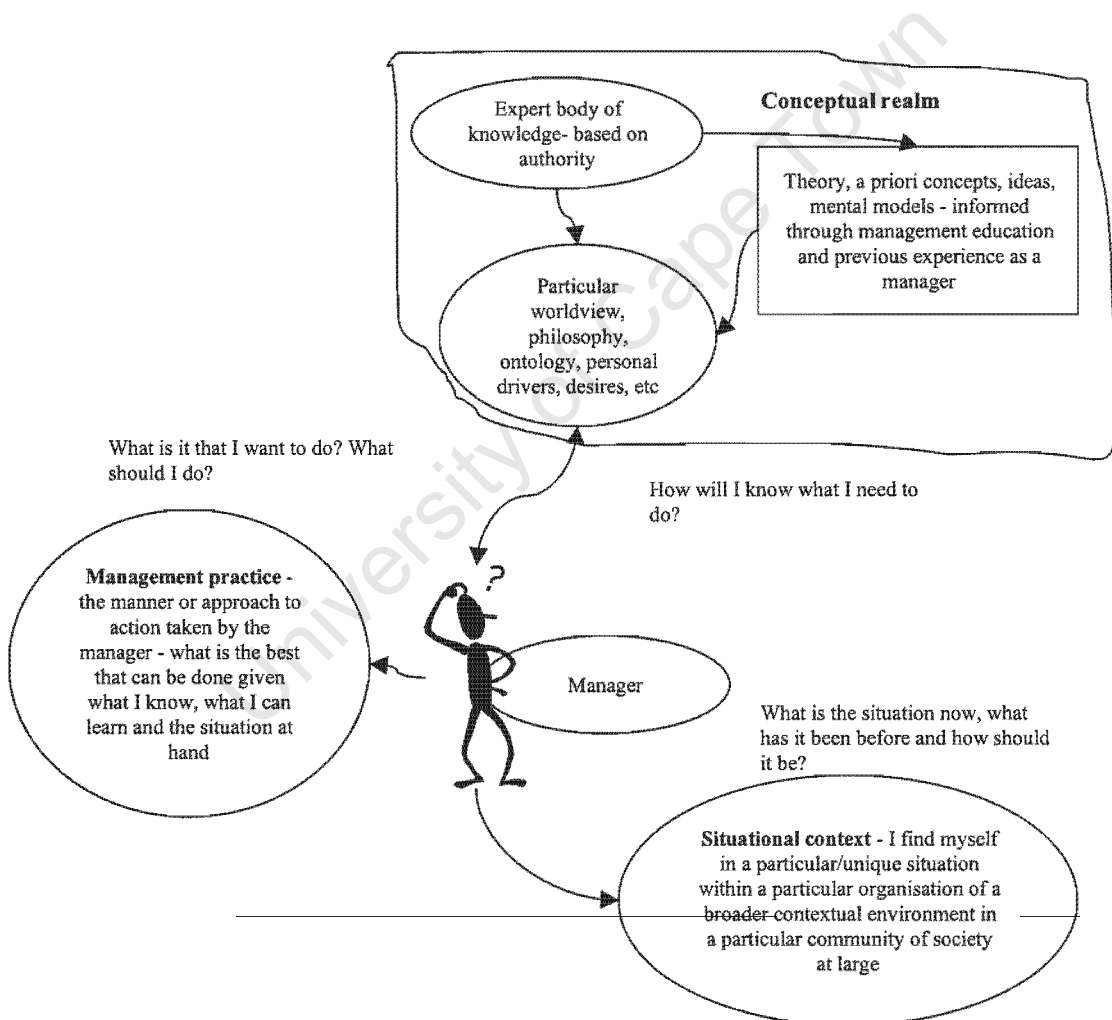 Conceptual realm
Expert body of
knowledge- based on
authority
Theory, a priori concepts, ideas,
mental models - informed
through management education
and previous experience as a
manager
Particular
worldview,
philosophy,
ontology, personal
drivers, desires, etc
What is it that I want to do? What
should I do?
How will I know what I need to
do?
Management practice -
the manner or approach to
action taken by the
manager - what is the best
that can be done given
what I know, what I can
learn and the situation at
hand
?
Manager
What is the situation now, what
has it been before and how should
it be?
Situational context - I find myself
in a particular/unique situation
within a particular organisation of a
broader contextual environment in
a particular community of society
at large
University of Cape Town